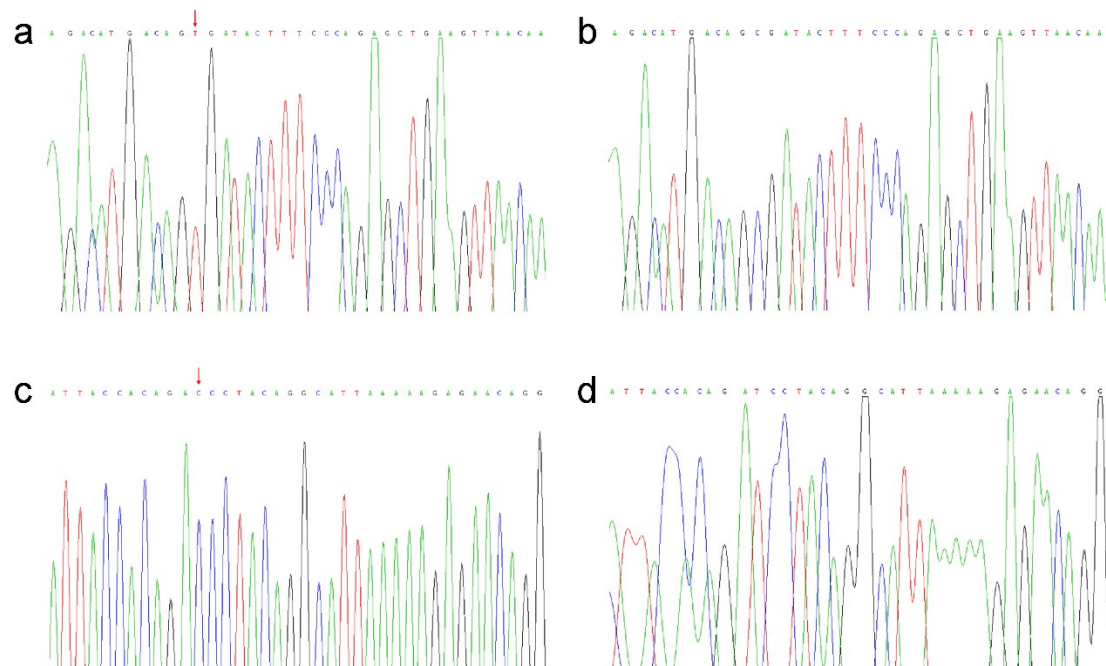 a
A G A C A T G A C A G T G A T A C T T T C C C A G A G C T G A A G T T A A C A A
b
A G A C A T G A C A G C G A T A C T T T C C C A G A G C T G A A G T T A A C A A
c
A T T A C C A C A G A C C C T A C A G G C A T T A A A A A G A G A A C A G G
d
A T T A C C A C A G A T C C T A C A G G C A T T A A A A A G A G A A C A G G